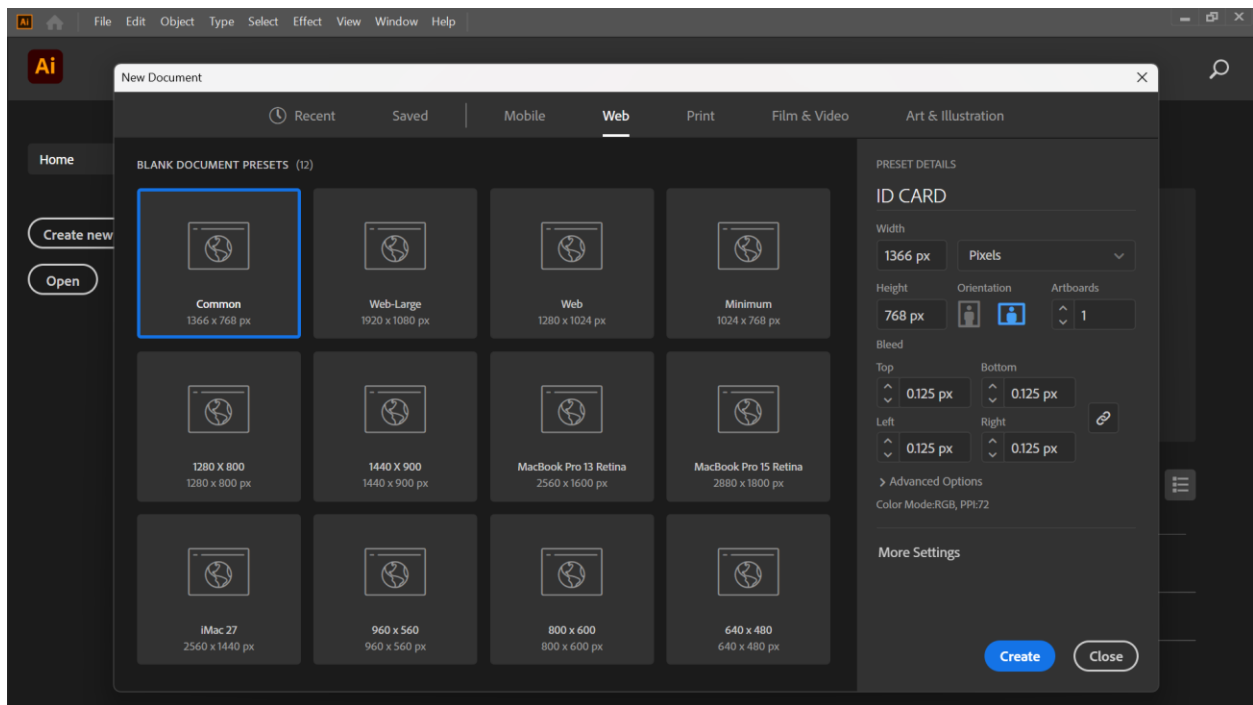 Ai File Edit Object Type Select Effect View Window Help
Ai
New Document
Recent Saved Mobile Web Print Film & Video Art & Illustration
Home
Create new
Open
BLANK DOCUMENT PRESETS (12)
Common
1366 x 768 px
Web-Large
1920 x 1080 px
Web
1280 x 1024 px
Minimum
1024 x 768 px
1280 X 800
1280 x 800 px
1440 X 900
1440 x 900 px
MacBook Pro 13 Retina
2560 x 1600 px
MacBook Pro 15 Retina
2880 x 1800 px
iMac 27
2560 x 1440 px
960 x 560
960 x 560 px
800 x 600
800 x 600 px
640 x 480
640 x 480 px
PRESET DETAILS
ID CARD
Width
1366 px Pixels
Height Orientation Artboards
768 px 1
Bleed
Top Bottom
0.125 px 0.125 px
Left Right
0.125 px 0.125 px
> Advanced Options
Color Mode:RGB, PPI:72
More Settings
Create Close